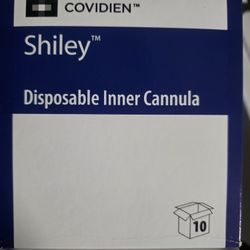 COVIDIEN™
Shiley™
Disposable Inner Cannula
10